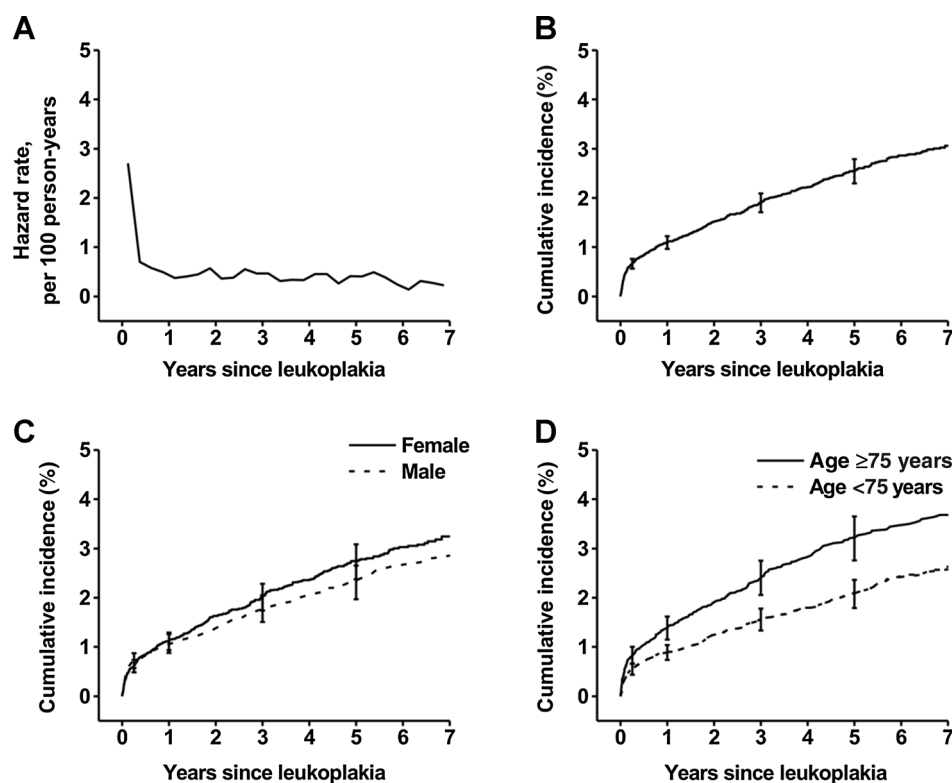 A
5
4
3
2
1
0
Hazard rate,
per 100 person-years
0 1 2 3 4 5 6 7
Years since leukoplakia
B
5
4
3
2
1
0
Cumulative incidence (%)
0 1 2 3 4 5 6 7
Years since leukoplakia
C
Female
Male
5
4
3
2
1
0
Cumulative incidence (%)
0 1 2 3 4 5 6 7
Years since leukoplakia
D
Age ≥75 years
Age <75 years
5
4
3
2
1
0
Cumulative incidence (%)
0 1 2 3 4 5 6 7
Years since leukoplakia